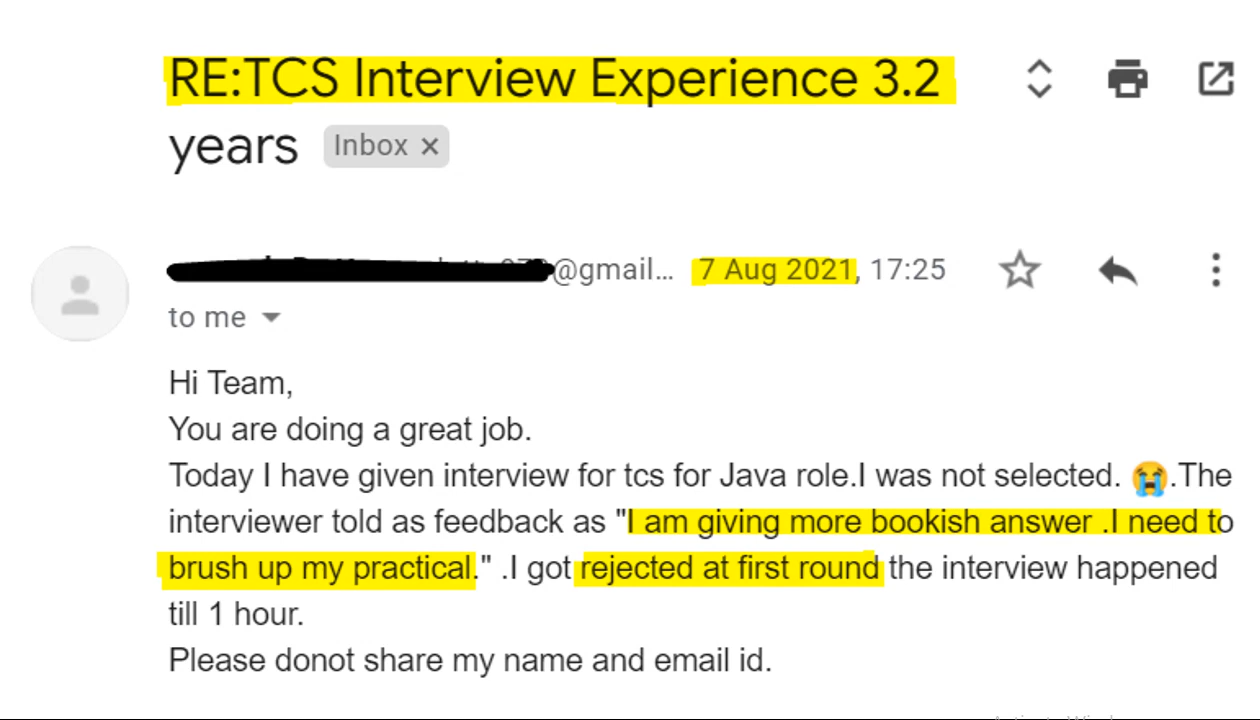 RE:TCS Interview Experience 3.2
years Inbox ×
@gmail... 7 Aug 2021, 17:25
to me
Hi Team,
You are doing a great job.
Today I have given interview for tcs for Java role.I was not selected. 😭.The
interviewer told as feedback as "I am giving more bookish answer .I need to
brush up my practical." .I got rejected at first round the interview happened
till 1 hour.
Please donot share my name and email id.